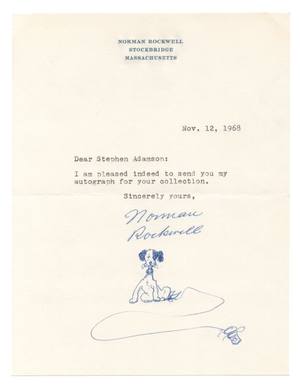 NORMAN ROCKWELL
STOCKBRIDGE
MASSACHUSETTS
Nov. 12, 1968
Dear Stephen Adamson:
I am pleased indeed to send you my
autograph for your collection.
Sincerely yours,
Norman
Rockwell